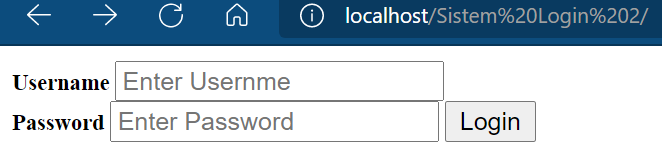 localhost/Sistem%20Login%202/
Username Enter Usernme
Password Enter Password Login